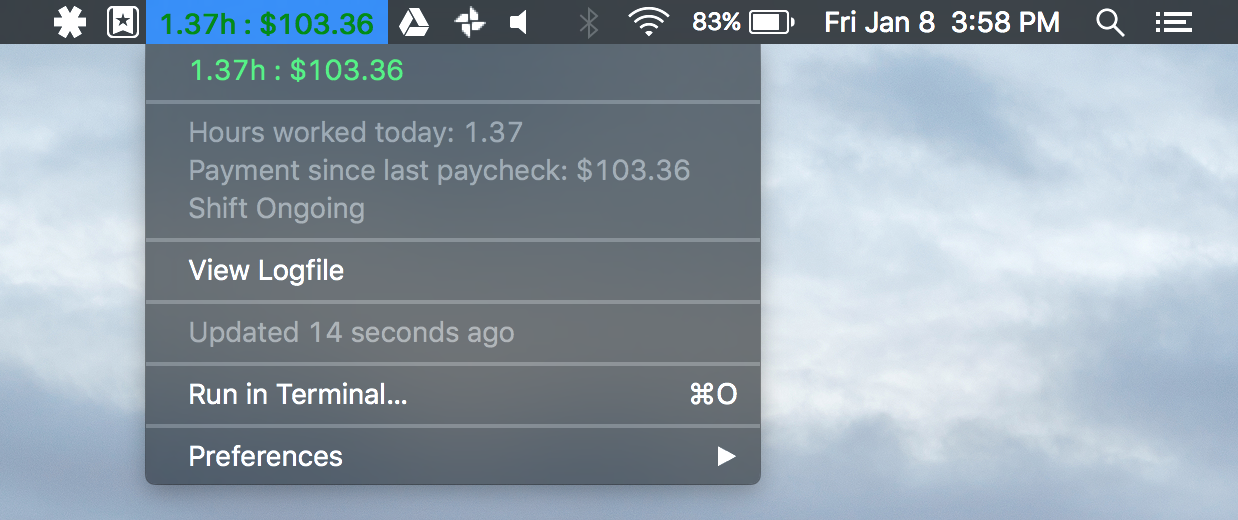 1.37h : $103.36 83% Fri Jan 8 3:58 PM
1.37h : $103.36
Hours worked today: 1.37
Payment since last paycheck: $103.36
Shift Ongoing
View Logfile
Updated 14 seconds ago
Run in Terminal... ⌘O
Preferences